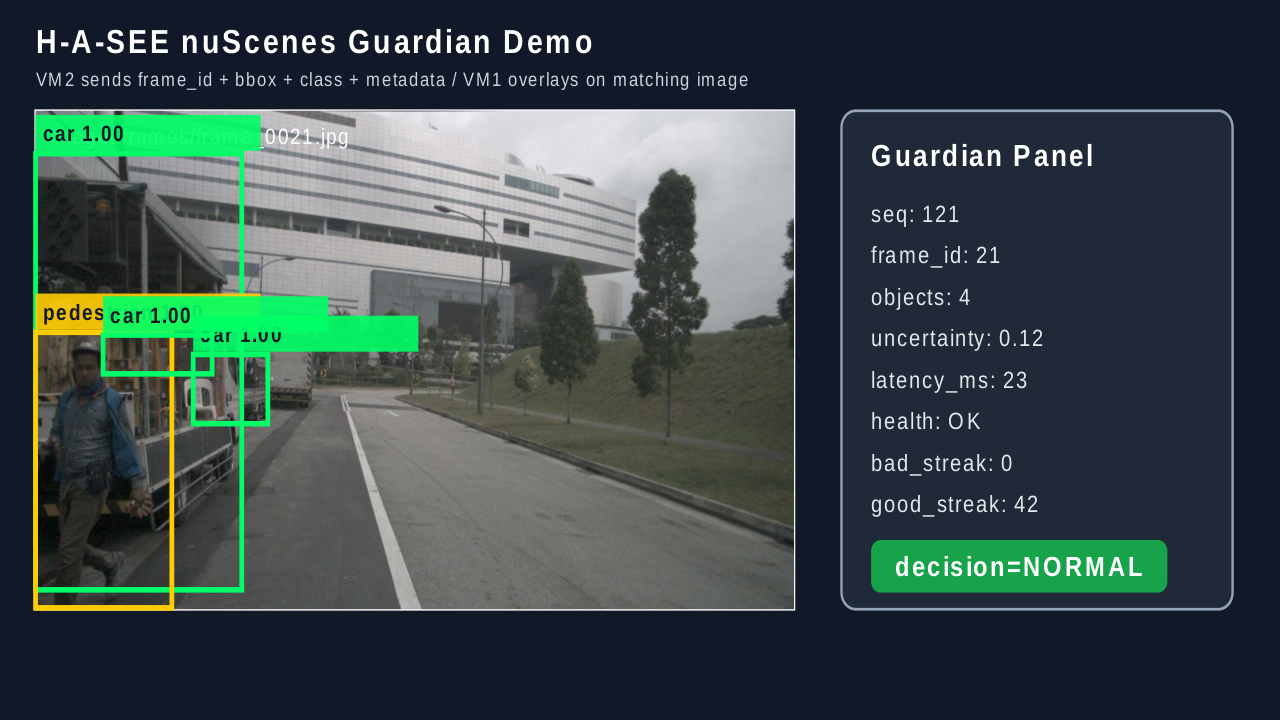 H-A-SEE nuScenes Guardian Demo
VM2 sends frame_id + bbox + class + metadata / VM1 overlays on matching image
car 1.00
rames/frame_0021.jpg
pedes
car 1.00
car 1.00
Guardian Panel
seq: 121
frame_id: 21
objects: 4
uncertainty: 0.12
latency_ms: 23
health: OK
bad_streak: 0
good_streak: 42
decision=NORMAL